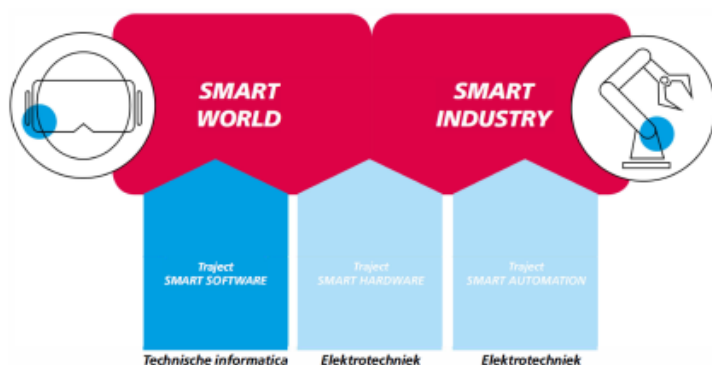 SMART
WORLD
SMART
INDUSTRY
Traject
SMART SOFTWARE
Traject
SMART HARDWARE
Traject
SMART AUTOMATION
Technische informatica
Elektrotechniek
Elektrotechniek